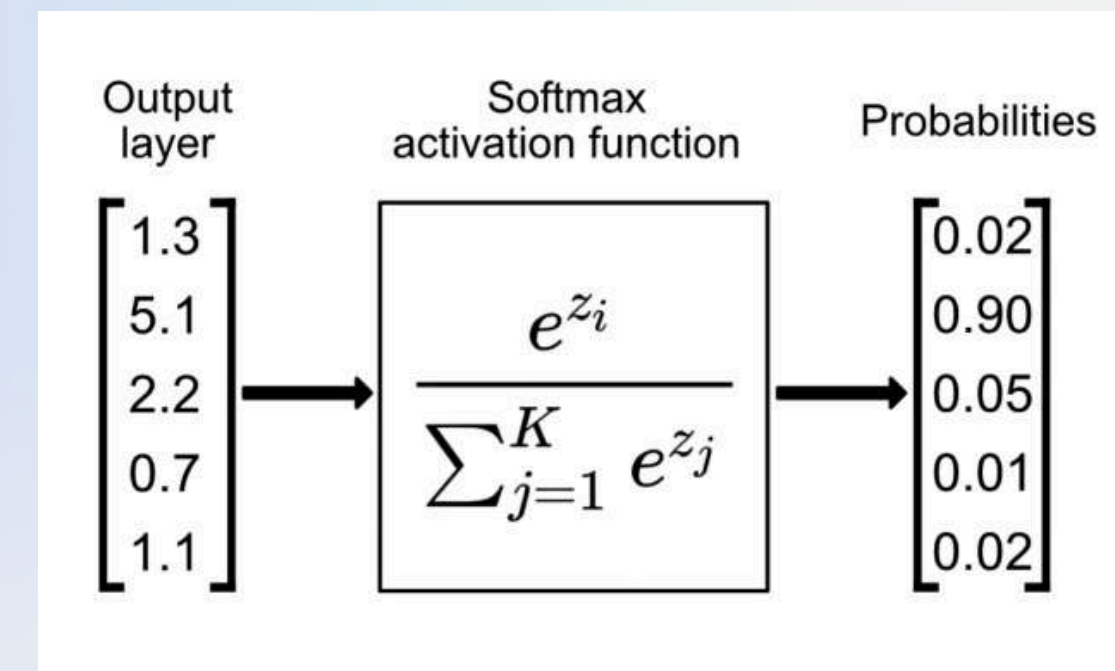 Output
layer
Softmax
activation function
Probabilities
1.3
5.1
2.2
0.7
1.1
e^{z_i}
∑_{j=1}^{K} e^{z_j}
0.02
0.90
0.05
0.01
0.02